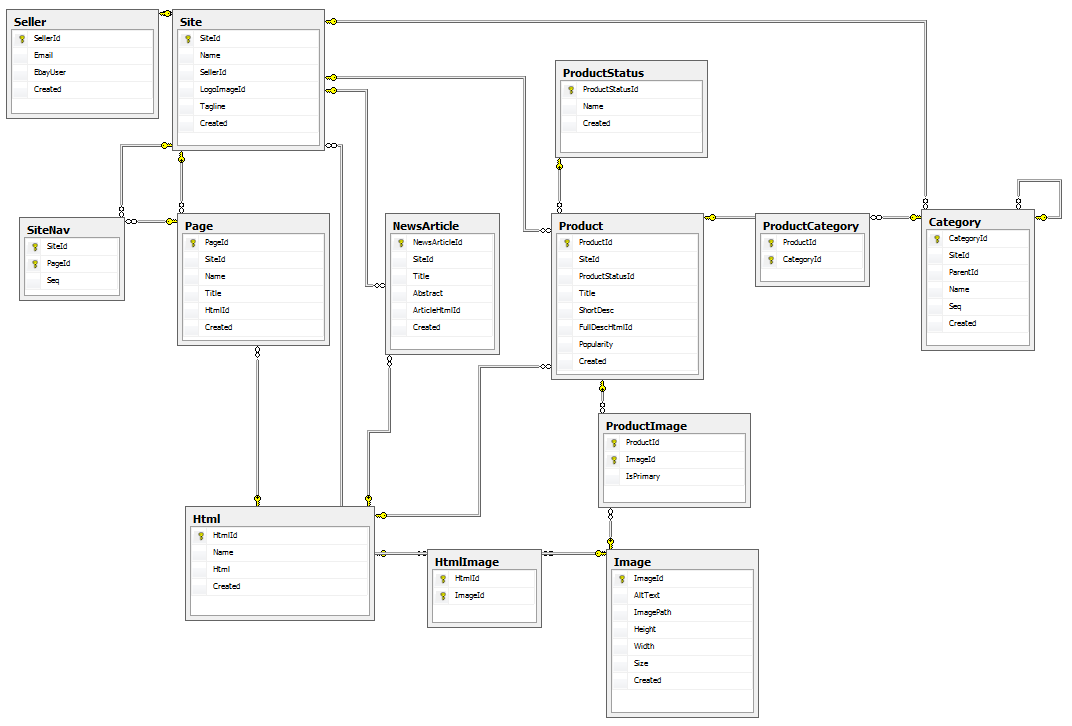 Seller
SellerId
Email
EbayUser
Created
Site
SiteId
Name
SellerId
LogoImageId
Tagline
Created
ProductStatus
ProductStatusId
Name
Created
SiteNav
SiteId
PageId
Seq
Page
PageId
SiteId
Name
Title
HtmlId
Created
NewsArticle
NewsArticleId
SiteId
Title
Abstract
ArticleHtmlId
Created
Product
ProductId
SiteId
ProductStatusId
Title
ShortDesc
FullDescHtmlId
Popularity
Created
ProductCategory
ProductId
CategoryId
Category
CategoryId
SiteId
ParentId
Name
Seq
Created
ProductImage
ProductId
ImageId
IsPrimary
Html
HtmlId
Name
Html
Created
HtmlImage
HtmlId
ImageId
Image
ImageId
AltText
ImagePath
Height
Width
Size
Created